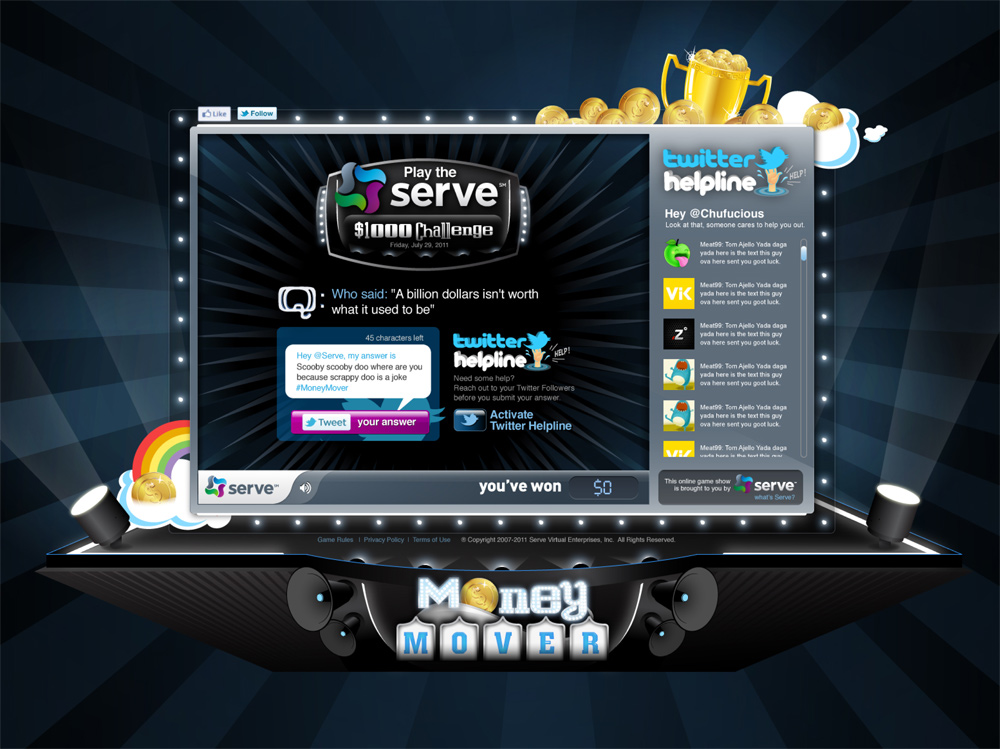 Like
Follow
Play the
serve SM
$1000 Challenge
Friday, July 29, 2011
Q: Who said: "A billion dollars isn't worth
what it used to be"
45 characters left
Hey @Serve, my answer is
Scooby scooby doo where are you
because scrappy doo is a joke
#MoneyMover
Tweet your answer
twitter
helpline
HELP!
Need some help?
Reach out to your Twitter Followers
before you submit your answer.
Activate
Twitter Helpline
serve SM
you've won $0
twitter
helpline
HELP!
Hey @Chufucious
Look at that, someone cares to help you out.
Meat99: Tom Ajello Yada daga
yada here is the text this guy
ova here sent you goot luck.
ViK
Meat99: Tom Ajello Yada daga
yada here is the text this guy
ova here sent you goot luck.
Z°
Meat99: Tom Ajello Yada daga
yada here is the text this guy
ova here sent you goot luck.
Meat99: Tom Ajello Yada daga
yada here is the text this guy
ova here sent you goot luck.
Meat99: Tom Ajello Yada daga
yada here is the text this guy
ova here sent you goot luck.
Meat99: Tom Ajello Yada daga
yada here is the text this guy
This online game show
is brought to you by
serve
what's Serve?
Game Rules | Privacy Policy | Terms of Use ® Copyright 2007-2011 Serve Virtual Enterprises, Inc. All Rights Reserved.
Money
MOVER